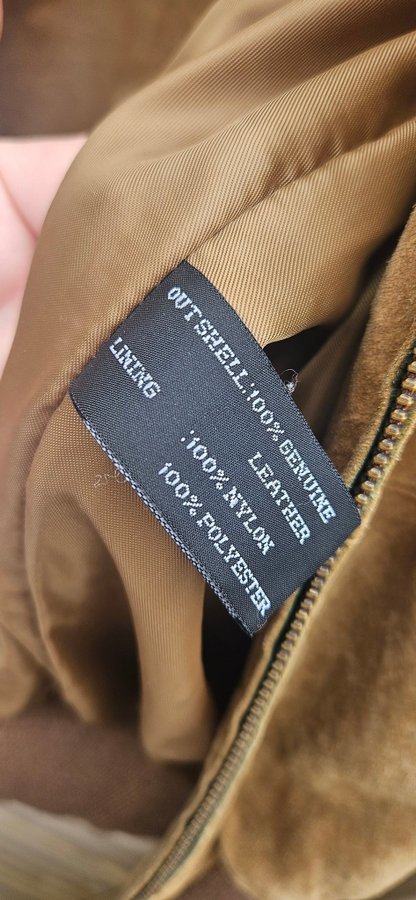 OUTSHELL:100%GENUINE
LEATHER
LINING :100%NYLON
100%POLYESTER